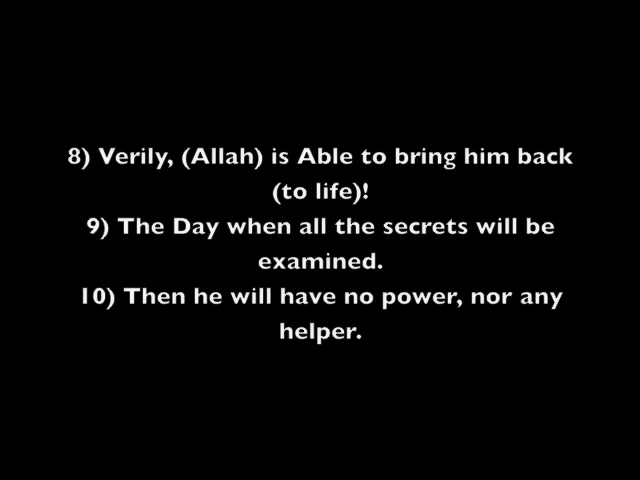 8) Verily, (Allah) is Able to bring him back
(to life)!
9) The Day when all the secrets will be
examined.
10) Then he will have no power, nor any
helper.